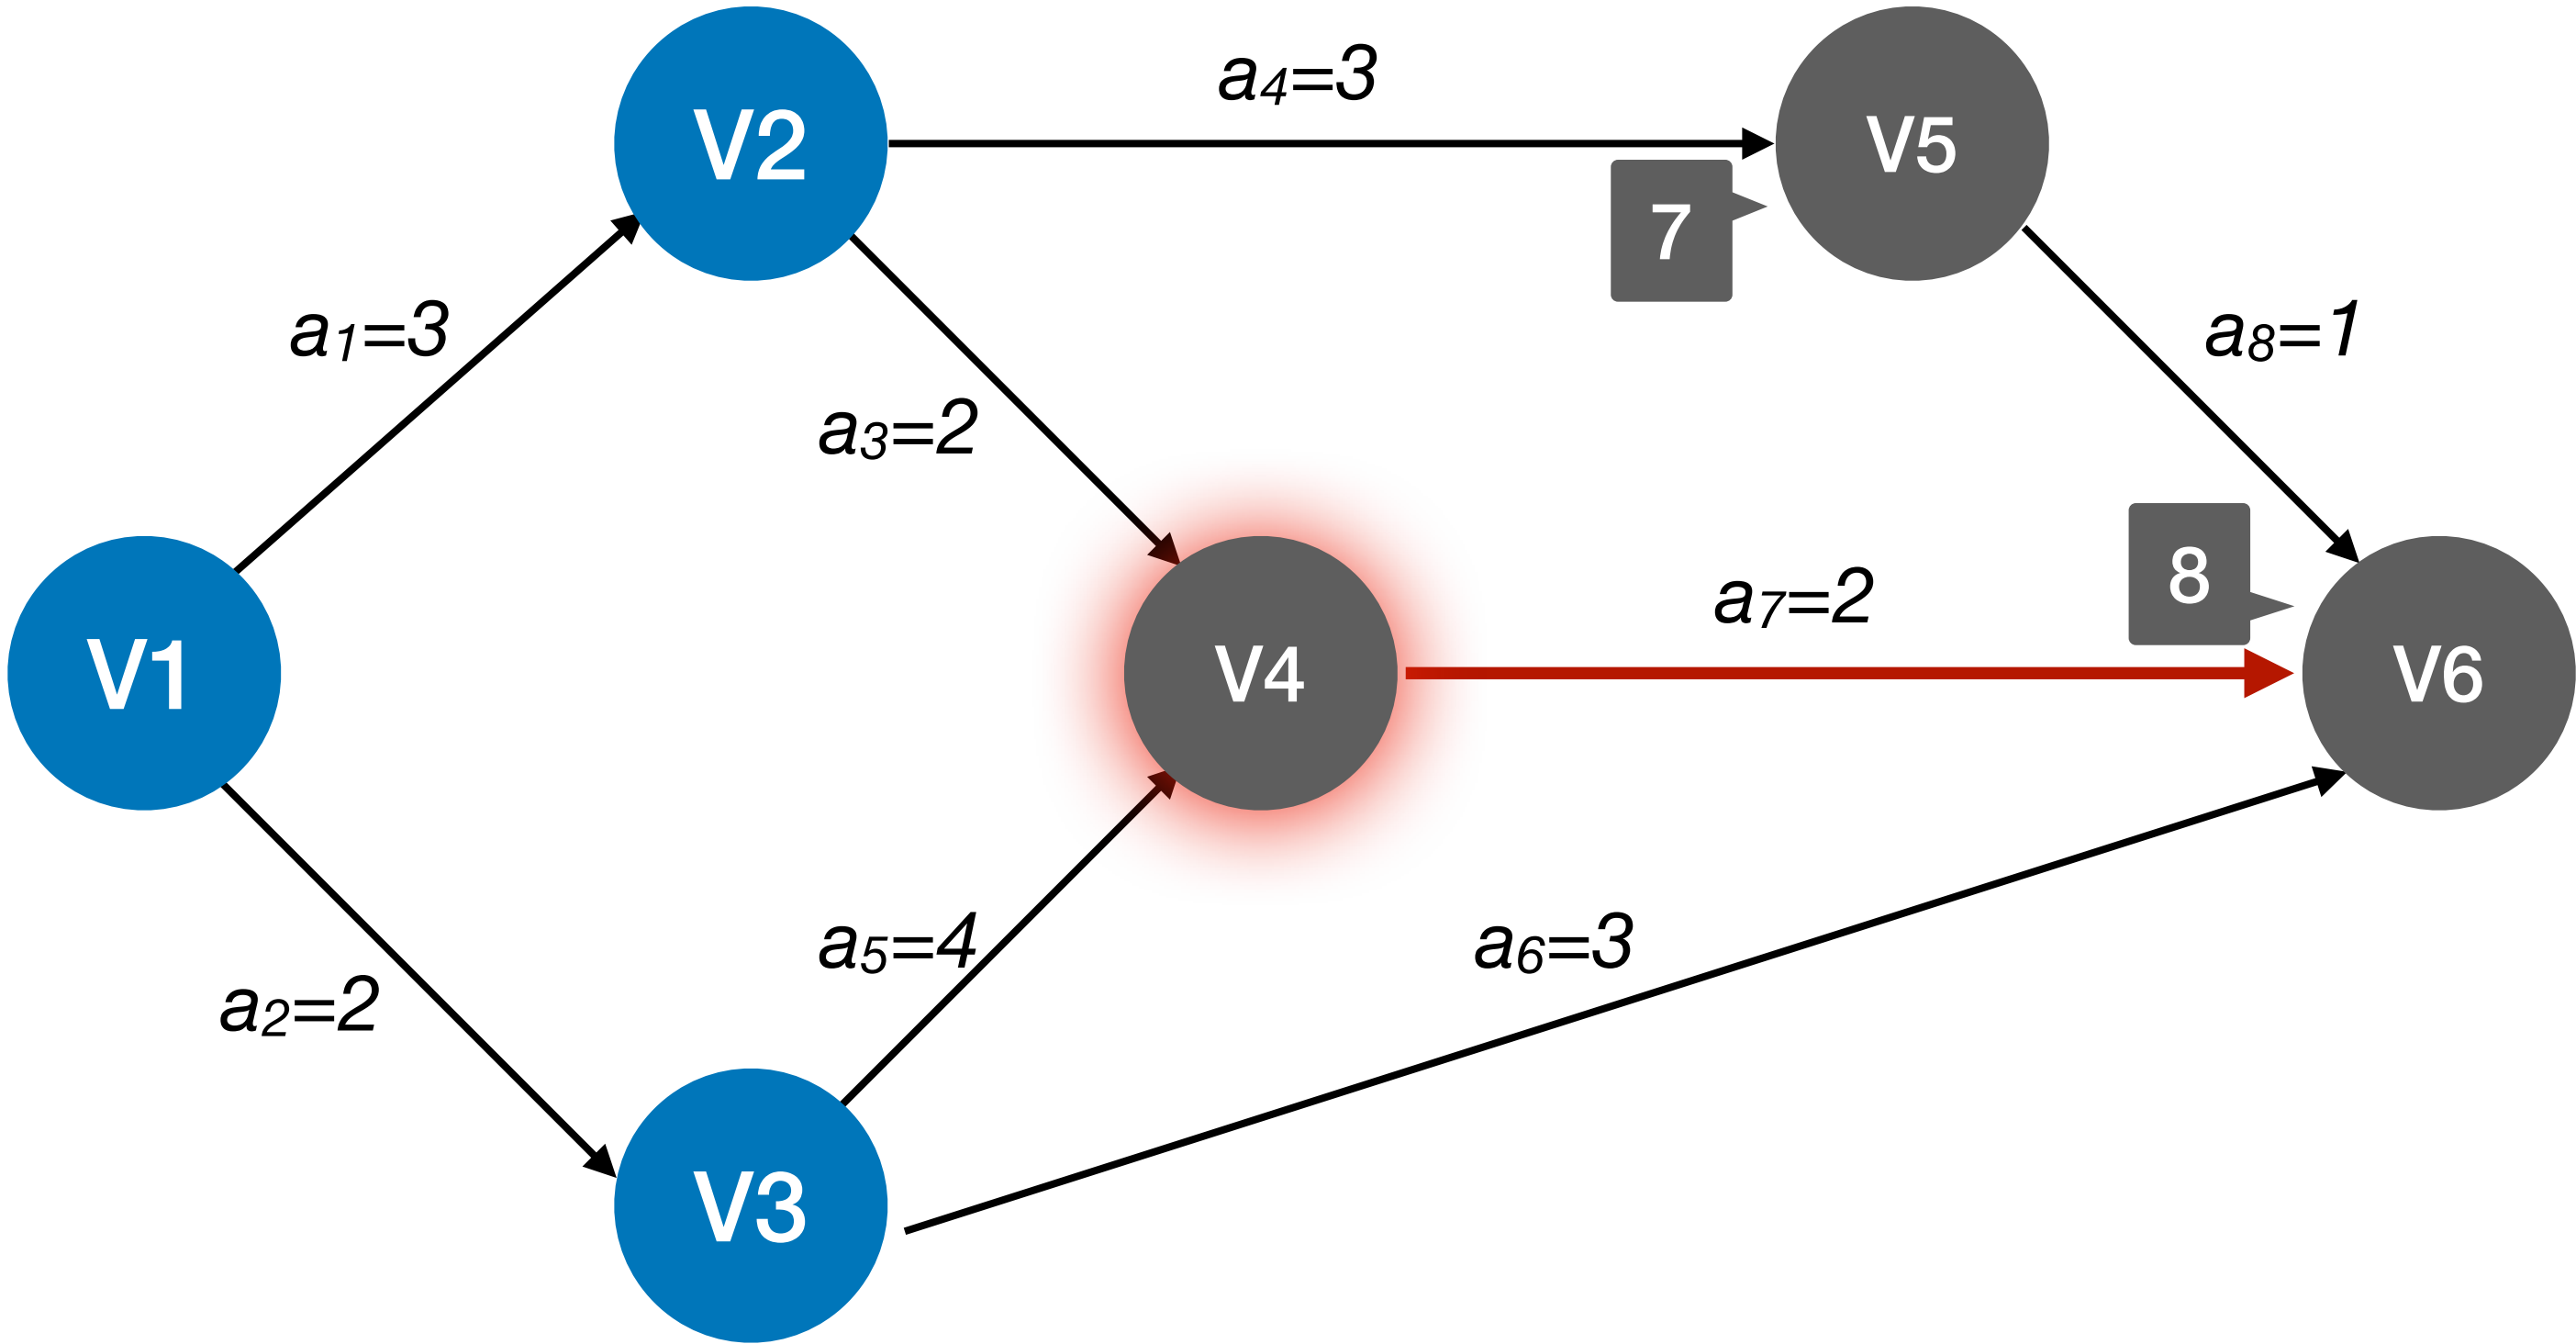 V2
a4=3
V5
7
a1=3
a3=2
a8=1
8
a7=2
V1
V4
V6
a5=4
a6=3
a2=2
V3